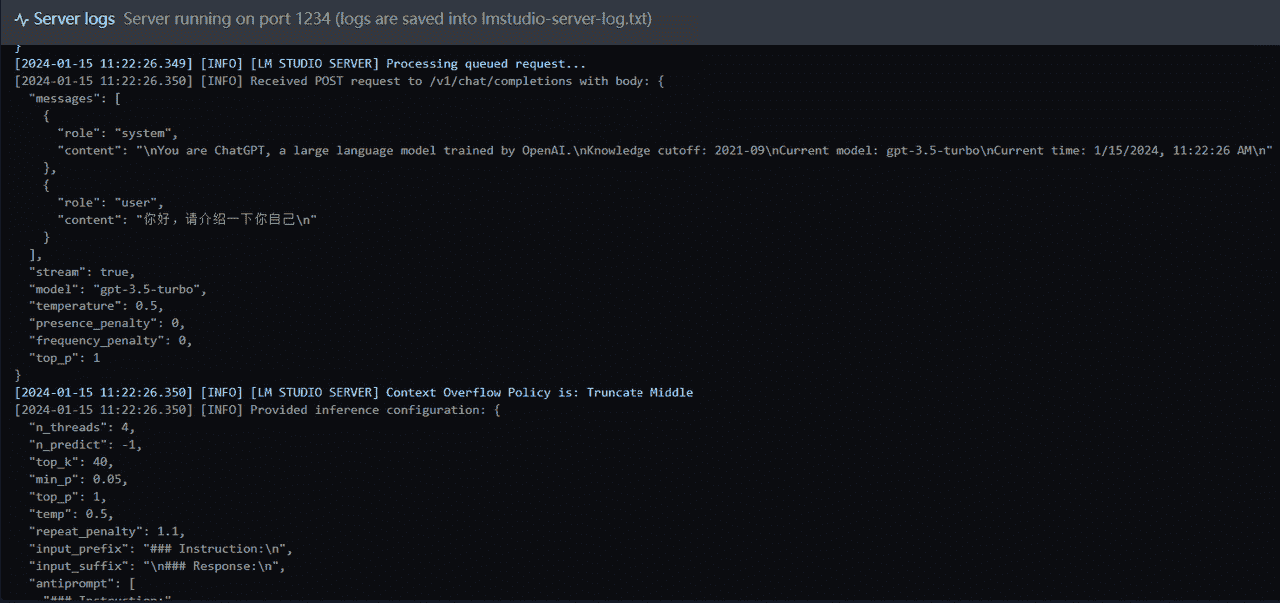 Server logs Server running on port 1234 (logs are saved into lmstudio-server-log.txt)
}
[2024-01-15 11:22:26.349] [INFO] [LM STUDIO SERVER] Processing queued request...
[2024-01-15 11:22:26.350] [INFO] Received POST request to /v1/chat/completions with body: {
"messages": [
{
"role": "system",
"content": "\nYou are ChatGPT, a large language model trained by OpenAI.\nKnowledge cutoff: 2021-09\nCurrent model: gpt-3.5-turbo\nCurrent time: 1/15/2024, 11:22:26 AM\n"
},
{
"role": "user",
"content": "你好，请介绍一下你自己\n"
}
],
"stream": true,
"model": "gpt-3.5-turbo",
"temperature": 0.5,
"presence_penalty": 0,
"frequency_penalty": 0,
"top_p": 1
}
[2024-01-15 11:22:26.350] [INFO] [LM STUDIO SERVER] Context Overflow Policy is: Truncate Middle
[2024-01-15 11:22:26.350] [INFO] Provided inference configuration: {
"n_threads": 4,
"n_predict": -1,
"top_k": 40,
"min_p": 0.05,
"top_p": 1,
"temp": 0.5,
"repeat_penalty": 1.1,
"input_prefix": "### Instruction:\n",
"input_suffix": "\n### Response:\n",
"antiprompt": [
"### Instruction:"